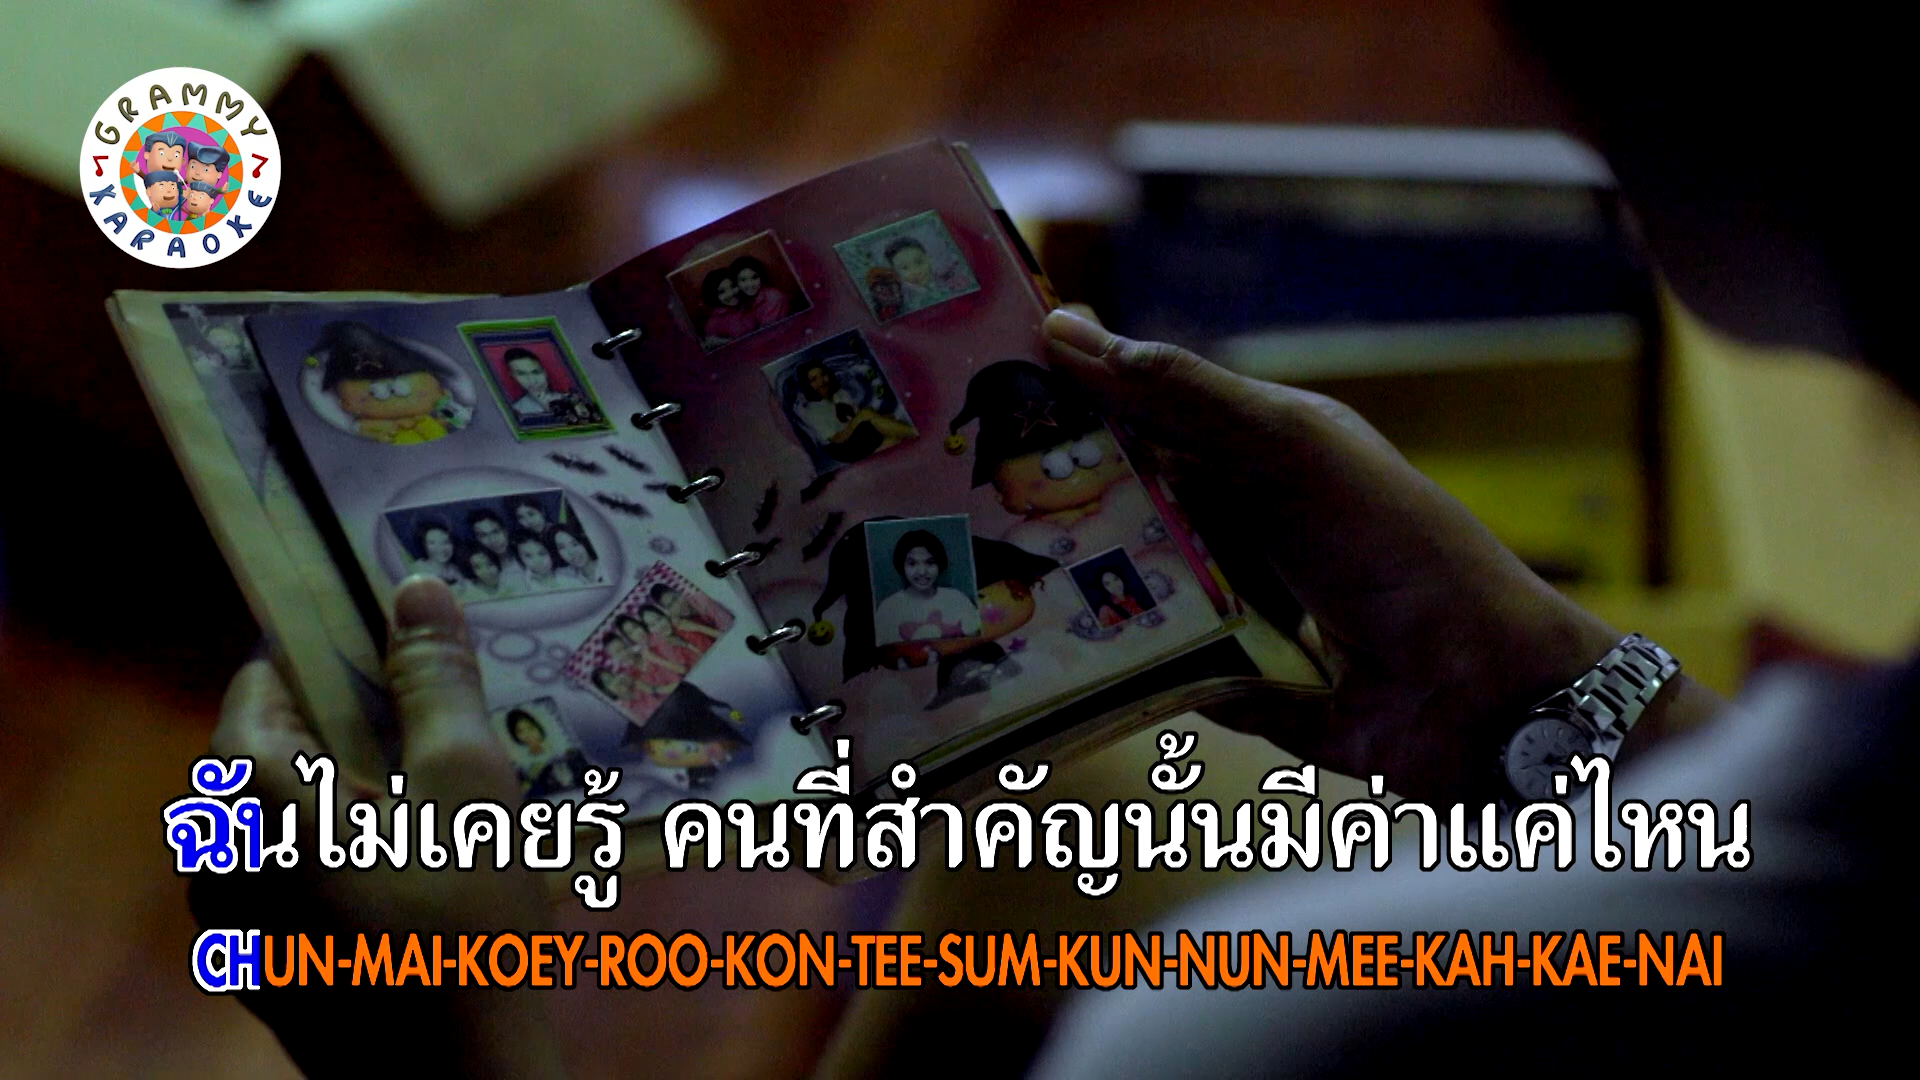 GRAMMY
KARAOKE
ฉันไม่เคยรู้ คนที่สำคัญนั้นมีค่าแค่ไหน
CHUN-MAI-KOEY-ROO-KON-TEE-SUM-KUN-NUN-MEE-KAH-KAE-NAI